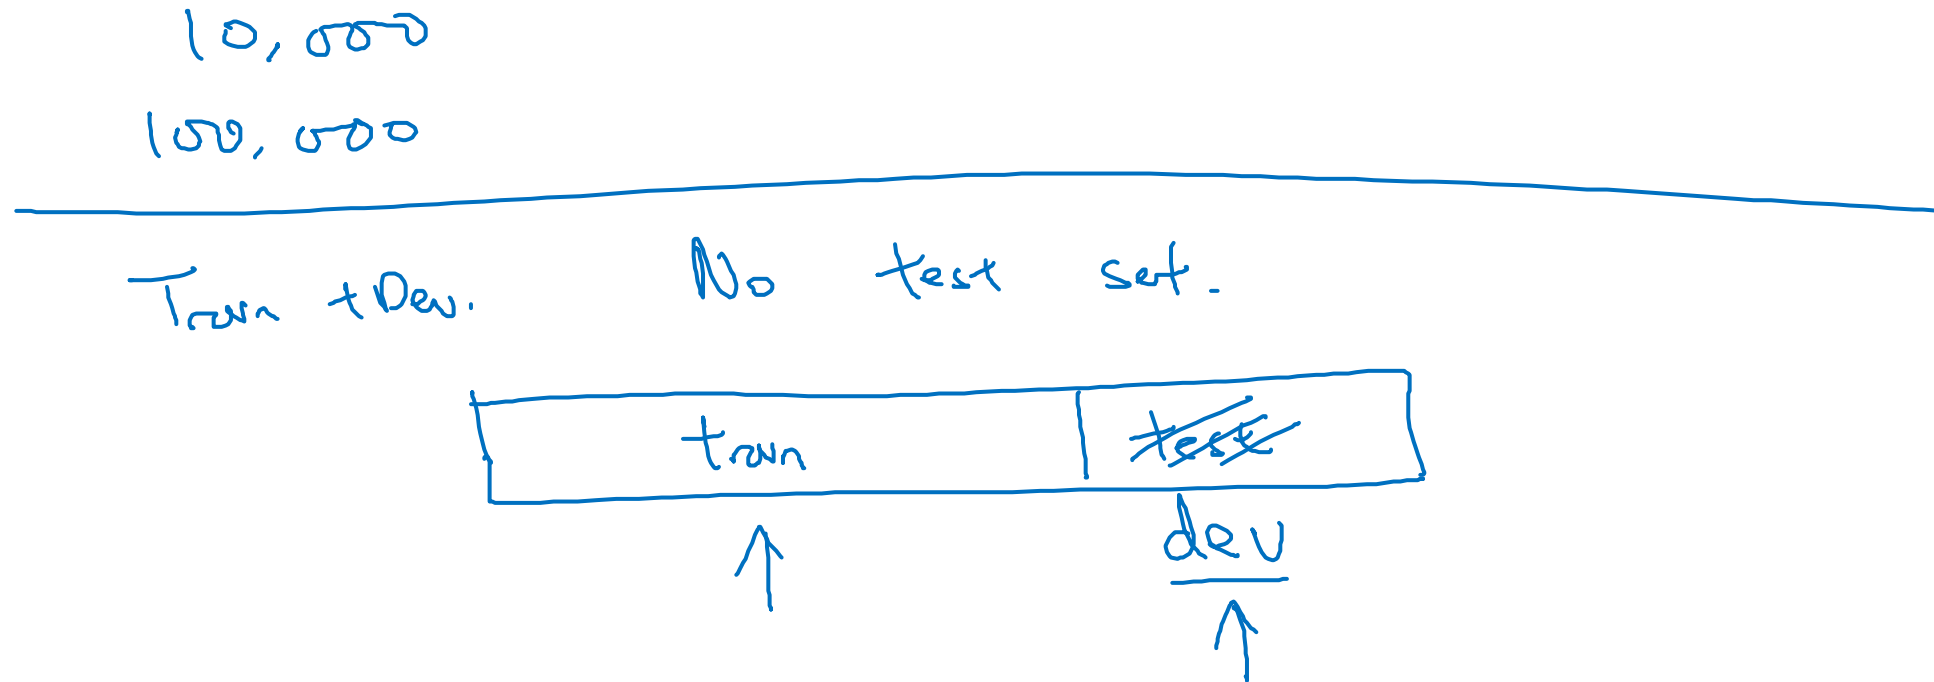 10,000
100,000
Train + Dev. No test set.
train test
dev